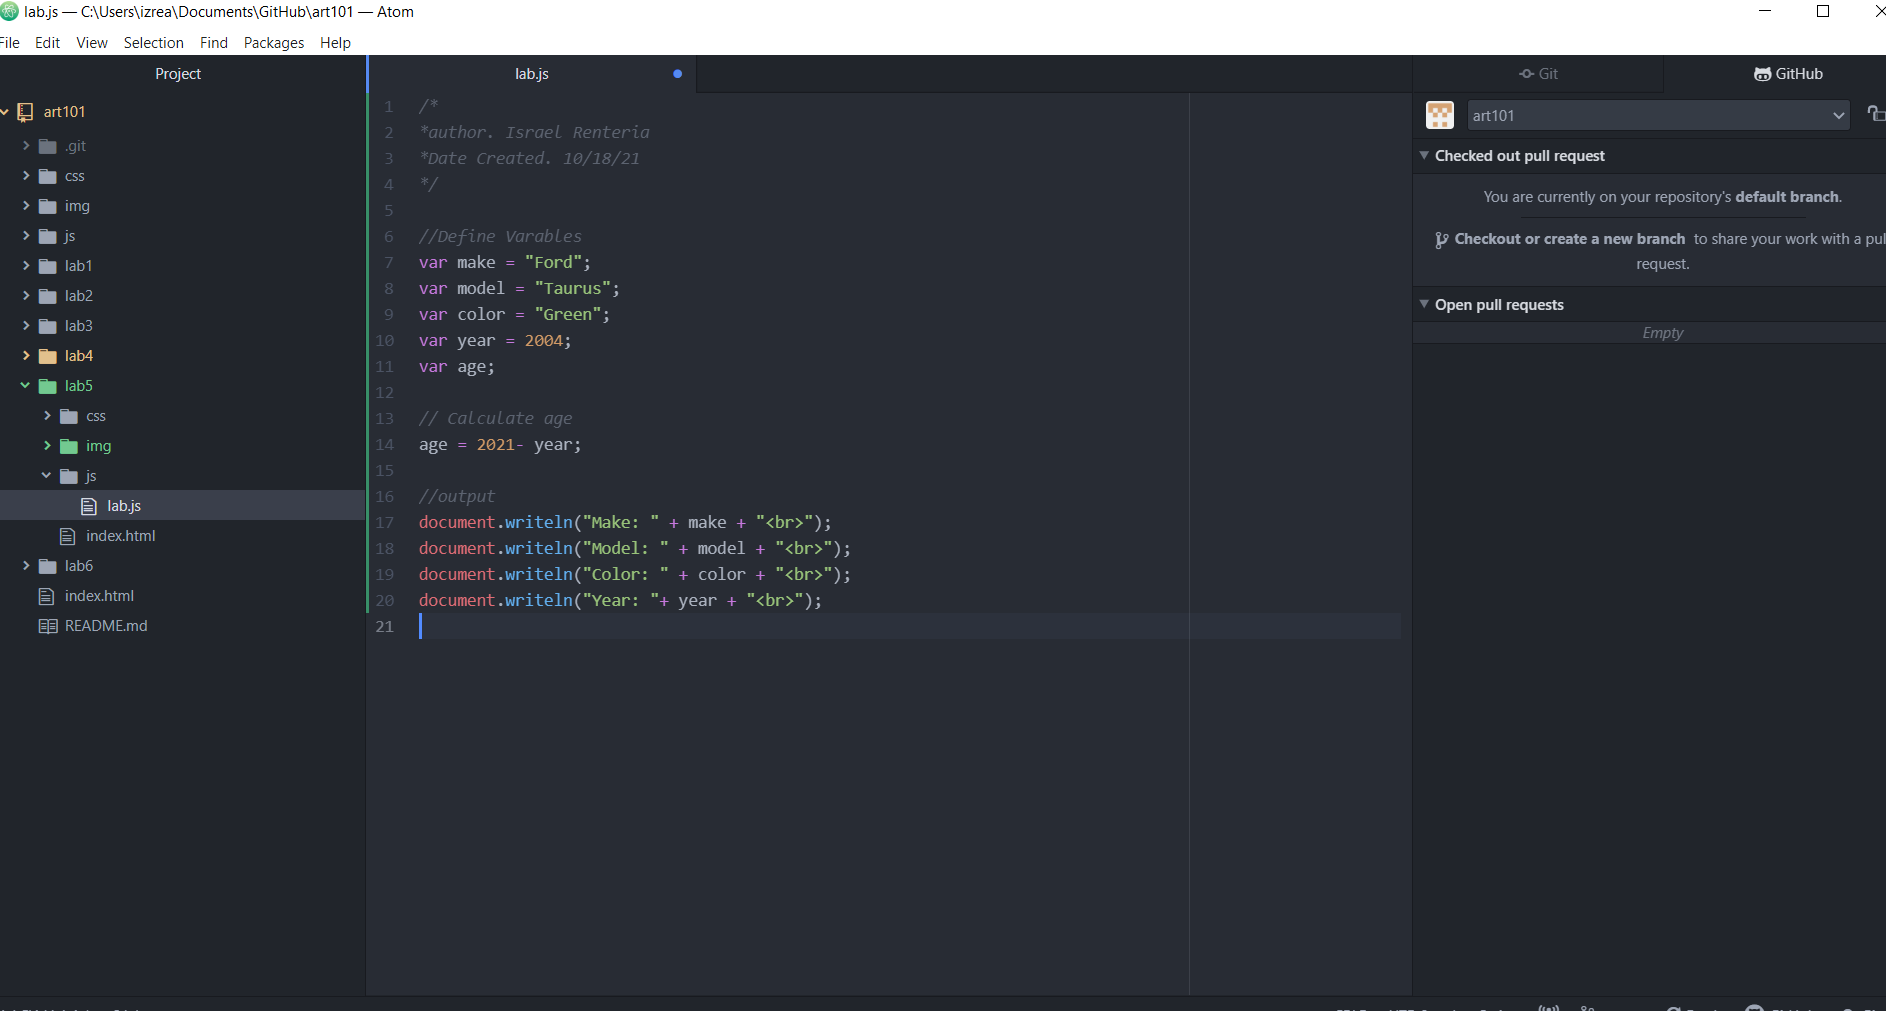 lab.js — C:\Users\izrea\Documents\GitHub\art101 — Atom
File Edit View Selection Find Packages Help
Project
art101
.git
css
img
js
lab1
lab2
lab3
lab4
lab5
css
img
js
lab.js
index.html
lab6
index.html
README.md
lab.js
1 /*
2 *author. Israel Renteria
3 *Date Created. 10/18/21
4 */
5
6 //Define Varables
7 var make = "Ford";
8 var model = "Taurus";
9 var color = "Green";
10 var year = 2004;
11 var age;
12
13 // Calculate age
14 age = 2021- year;
15
16 //output
17 document.writeln("Make: " + make + "<br>");
18 document.writeln("Model: " + model + "<br>");
19 document.writeln("Color: " + color + "<br>");
20 document.writeln("Year: "+ year + "<br>");
21
Git GitHub
art101
Checked out pull request
You are currently on your repository's default branch.
Checkout or create a new branch to share your work with a pul
request.
Open pull requests
Empty